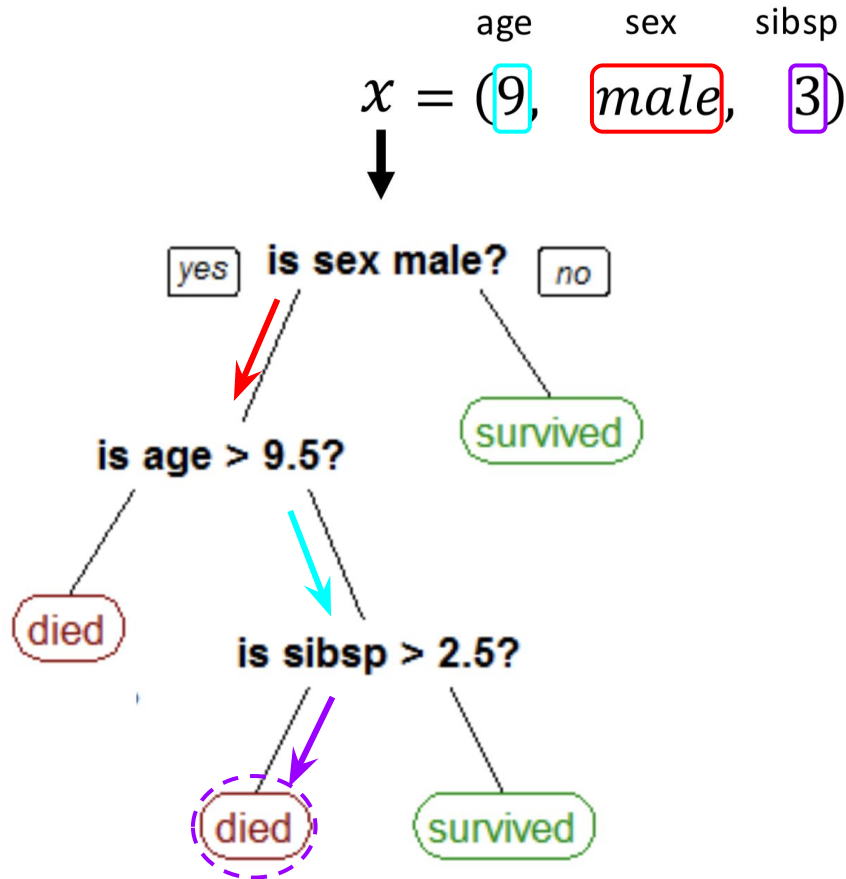 age sex sibsp
x = (9, male, 3)
yes is sex male? no
survived
is age > 9.5?
died
is sibsp > 2.5?
died survived